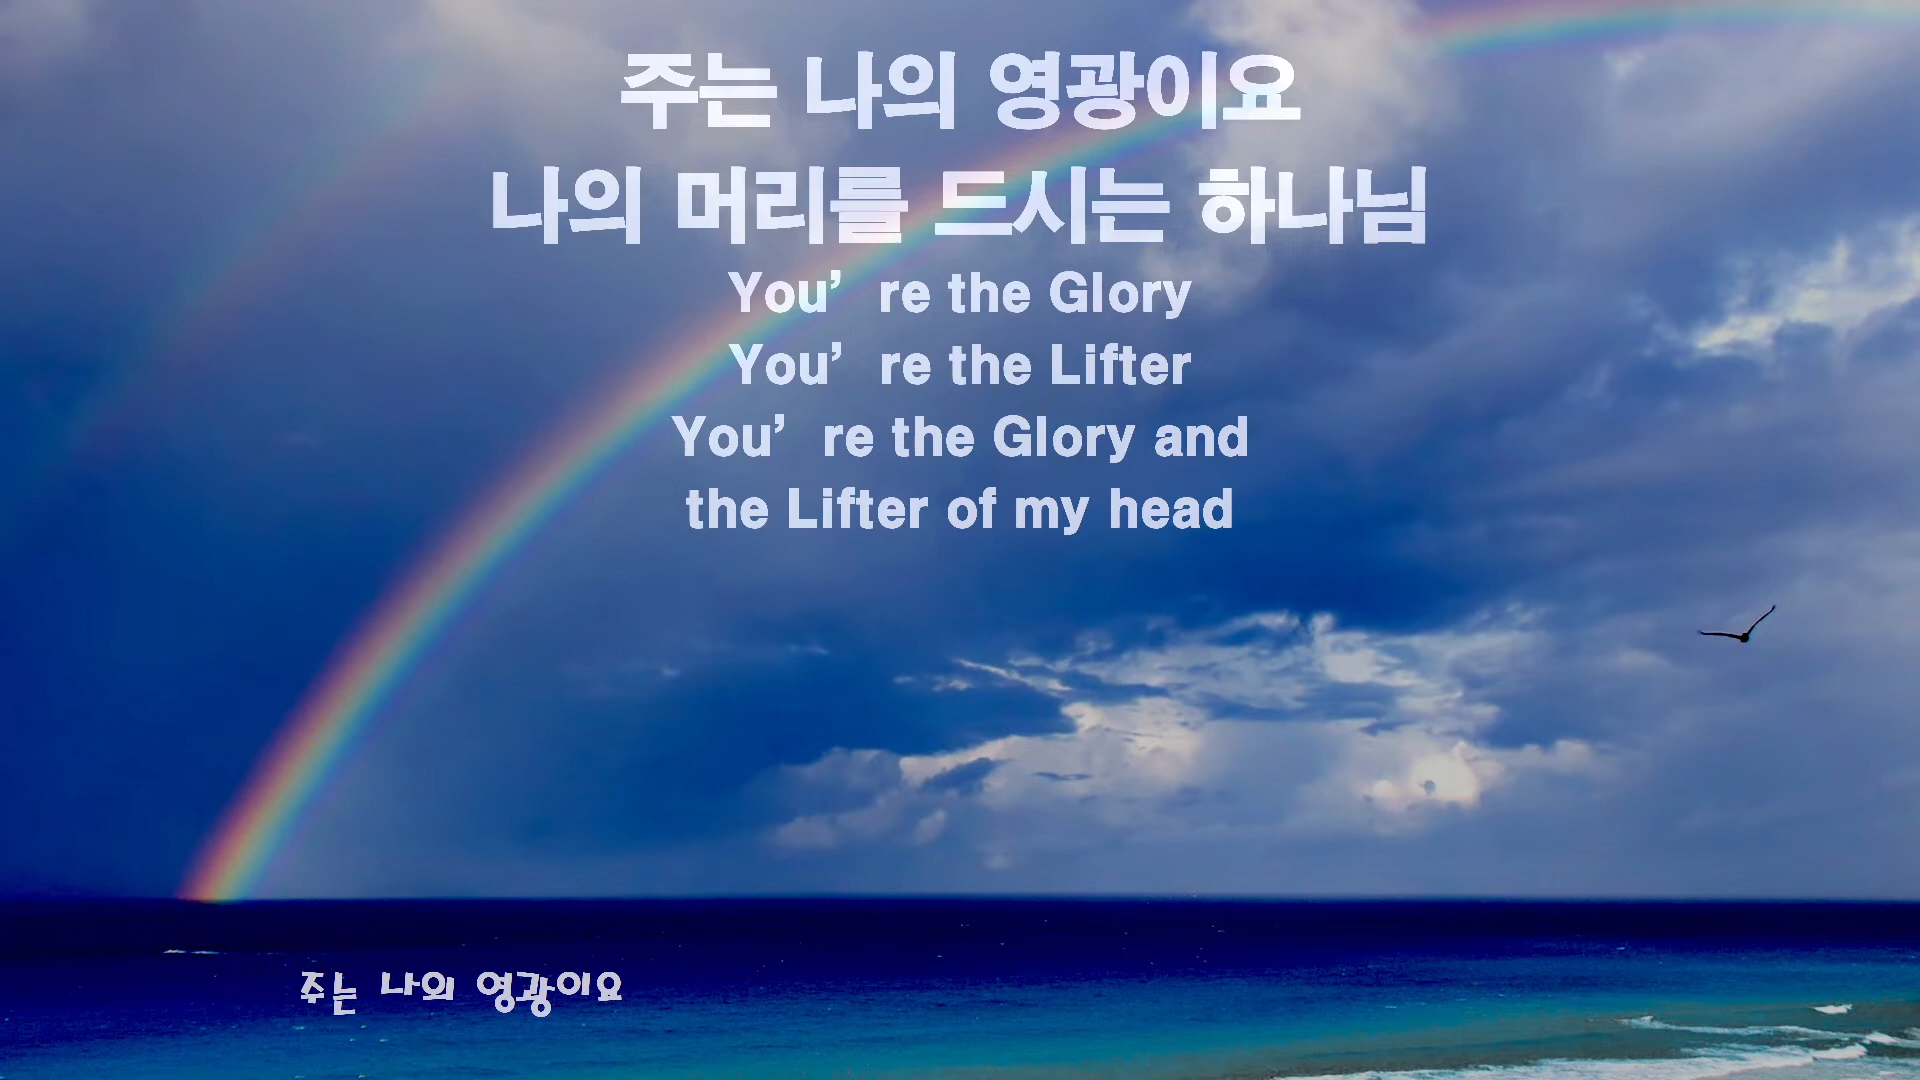 주는 나의 영광이요
나의 머리를 드시는 하나님
You’re the Glory
You’re the Lifter
You’re the Glory and
the Lifter of my head
주는 나의 영광이요